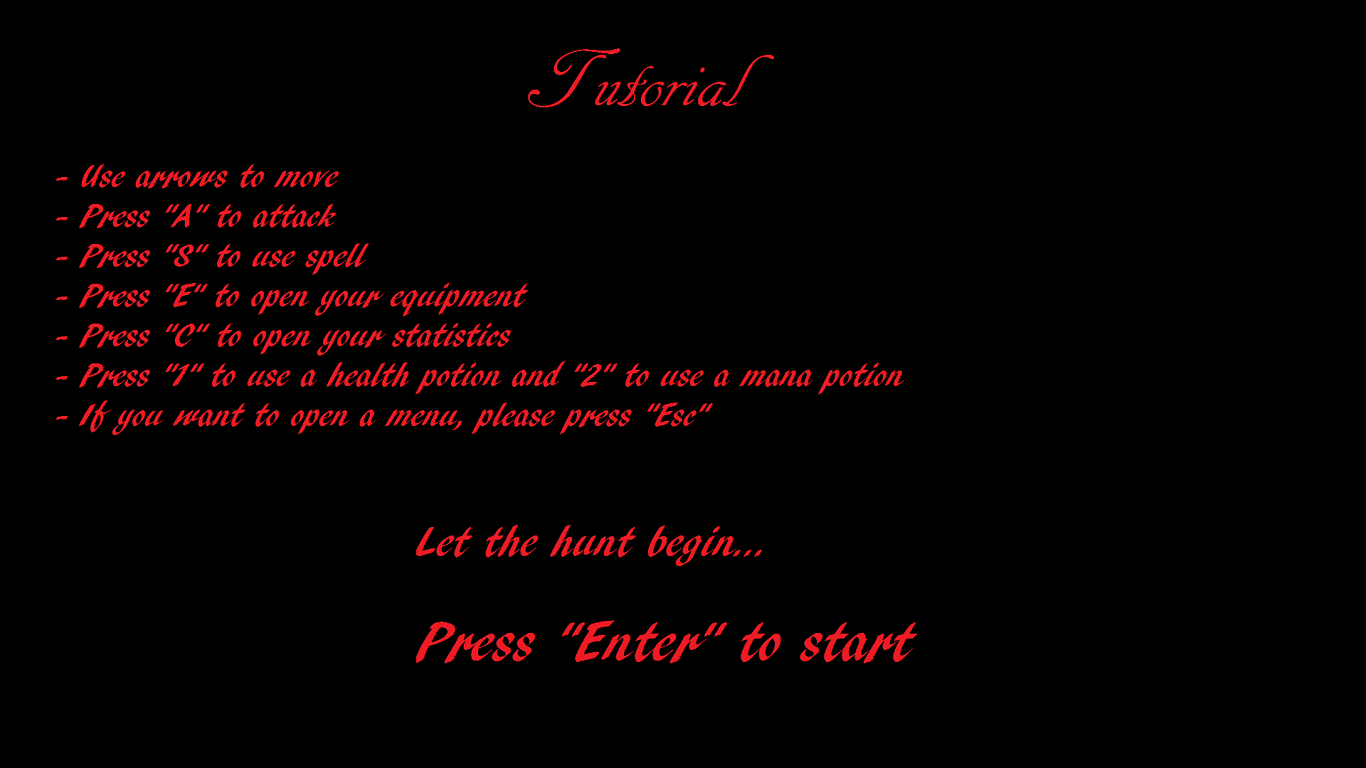 Tutorial
- Use arrows to move
- Press "A" to attack
- Press "S" to use spell
- Press "E" to open your equipment
- Press "C" to open your statistics
- Press "1" to use a health potion and "2" to use a mana potion
- If you want to open a menu, please press "Esc"
Let the hunt begin...
Press "Enter" to start